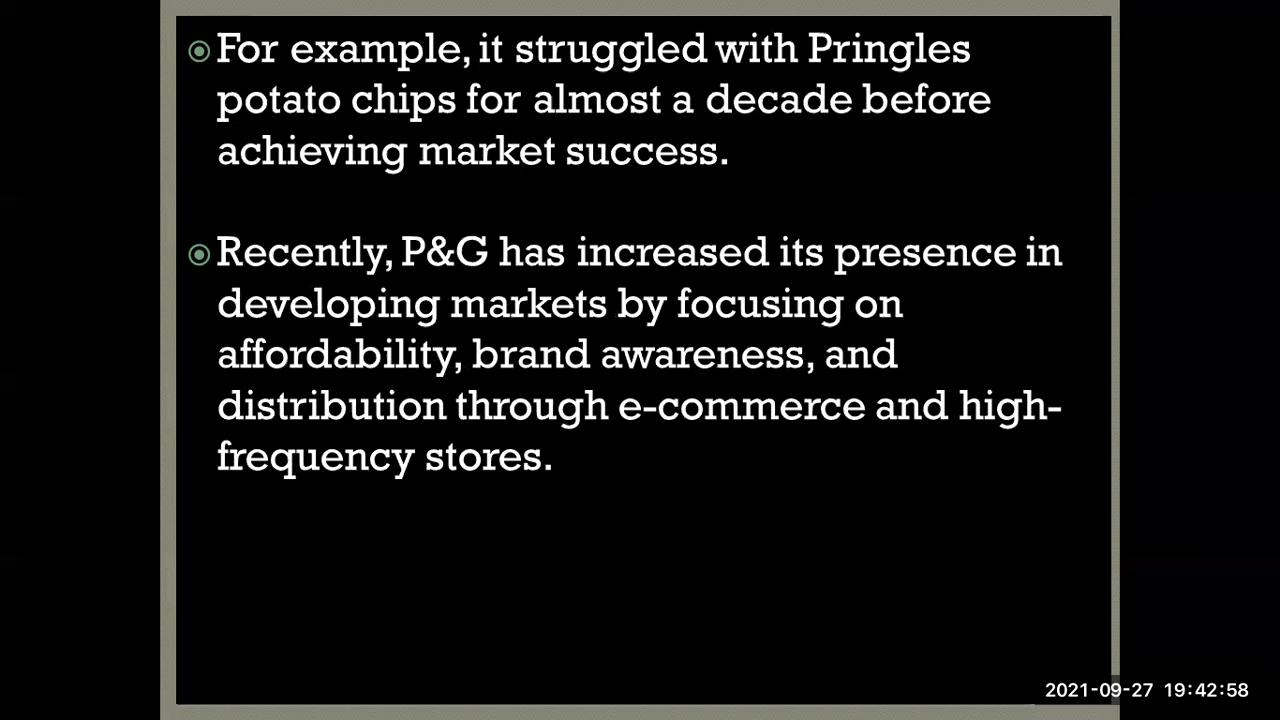 For example, it struggled with Pringles
potato chips for almost a decade before
achieving market success.
Recently, P&G has increased its presence in
developing markets by focusing on
affordability, brand awareness, and
distribution through e-commerce and high-
frequency stores.
2021-09-27 19:42:58